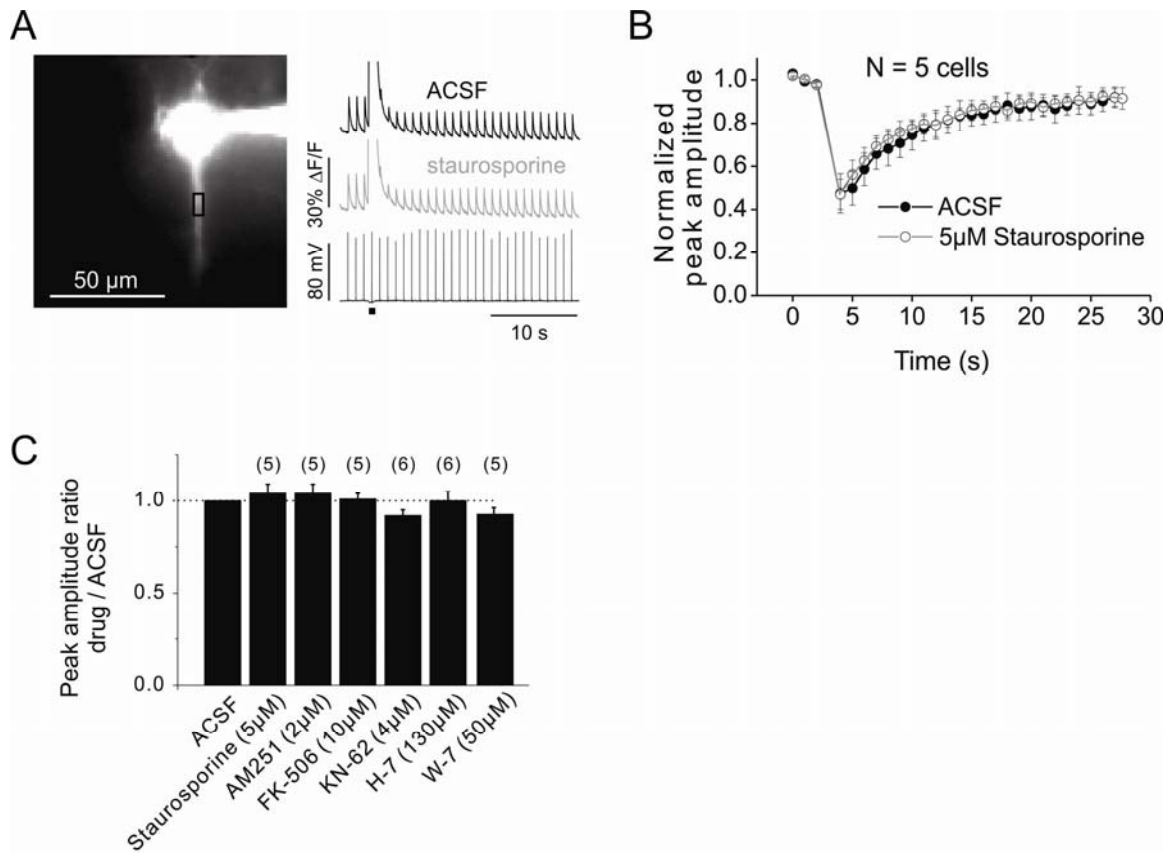 A
50 µm
ACSF
staurosporine
30% ΔF/F
80 mV
10 s
B
N = 5 cells
Normalized
peak amplitude
1.0
0.8
0.6
0.4
0.2
0.0
ACSF
5µM Staurosporine
0
5
10
15
20
25
30
Time (s)
C
Peak amplitude ratio
drug / ACSF
1.0
0.5
0.0
(5)
(5)
(5)
(6)
(6)
(5)
ACSF
Staurosporine (5µM)
AM251 (2µM)
FK-506 (10µM)
KN-62 (4µM)
H-7 (130µM)
W-7 (50µM)